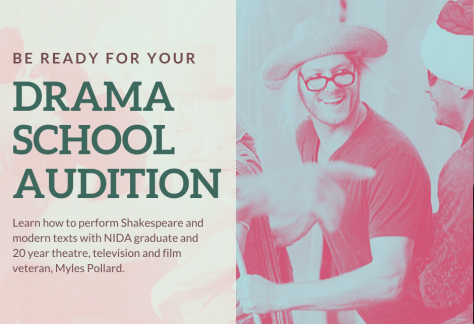 BE READY FOR YOUR
DRAMA
SCHOOL
AUDITION
Learn how to perform Shakespeare and
modern texts with NIDA graduate and
20 year theatre, television and film
veteran, Myles Pollard.